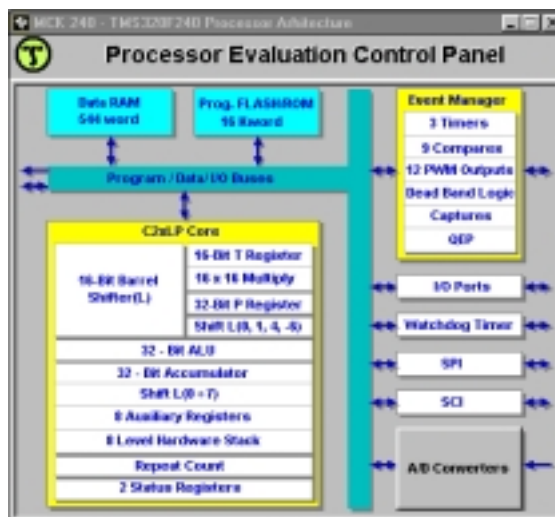 MCK 240 - TMS320F240 Processor Arhitecture
Processor Evaluation Control Panel
Data RAM
544 word
Prog. FLASH/ROM
16 Kword
Program / Data / I/O Buses
C2xLP Core
16-Bit Barrel
Shifter(L)
16-Bit T Register
16 x 16 Multiply
32-Bit P Register
Shift L(0, 1, 4, -6)
32 - Bit ALU
32 - Bit Accumulator
Shift L(0 - 7)
8 Auxiliary Registers
8 Level Hardware Stack
Repeat Count
2 Status Registers
Event Manager
3 Timers
9 Compares
12 PWM Outputs
Dead Band Logic
Captures
QEP
I/O Ports
Watchdog Timer
SPI
SCI
A/D Converters